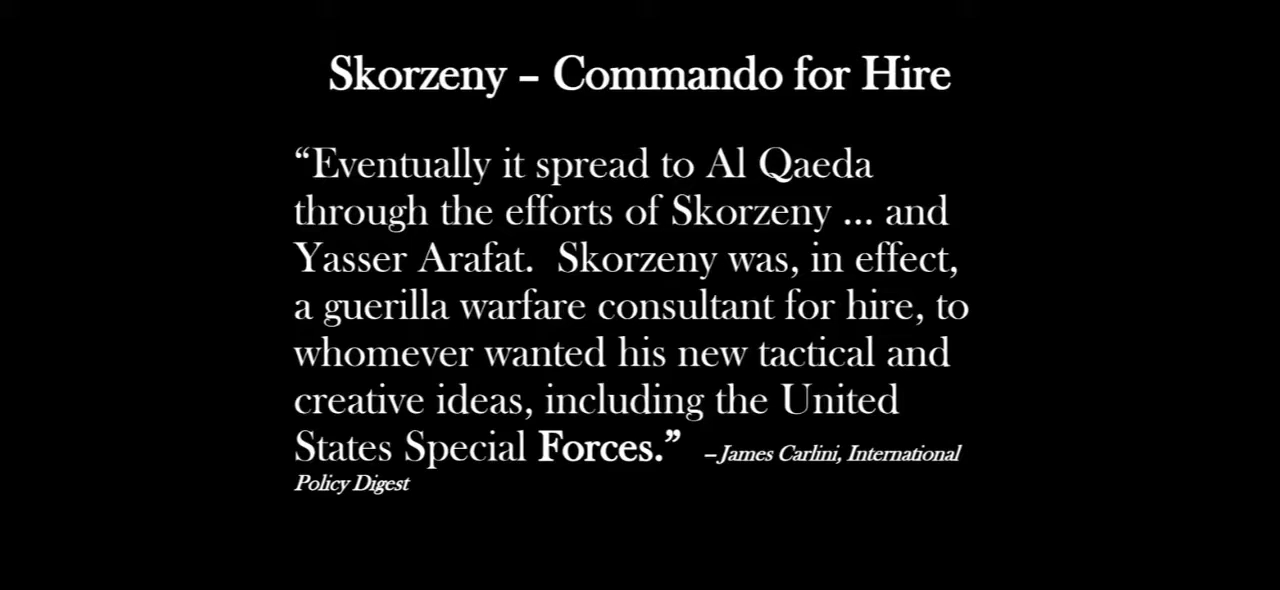 Skorzeny – Commando for Hire
“Eventually it spread to Al Qaeda
through the efforts of Skorzeny ... and
Yasser Arafat.  Skorzeny was, in effect,
a guerilla warfare consultant for hire, to
whomever wanted his new tactical and
creative ideas, including the United
States Special Forces.”  – James Carlini, International
Policy Digest